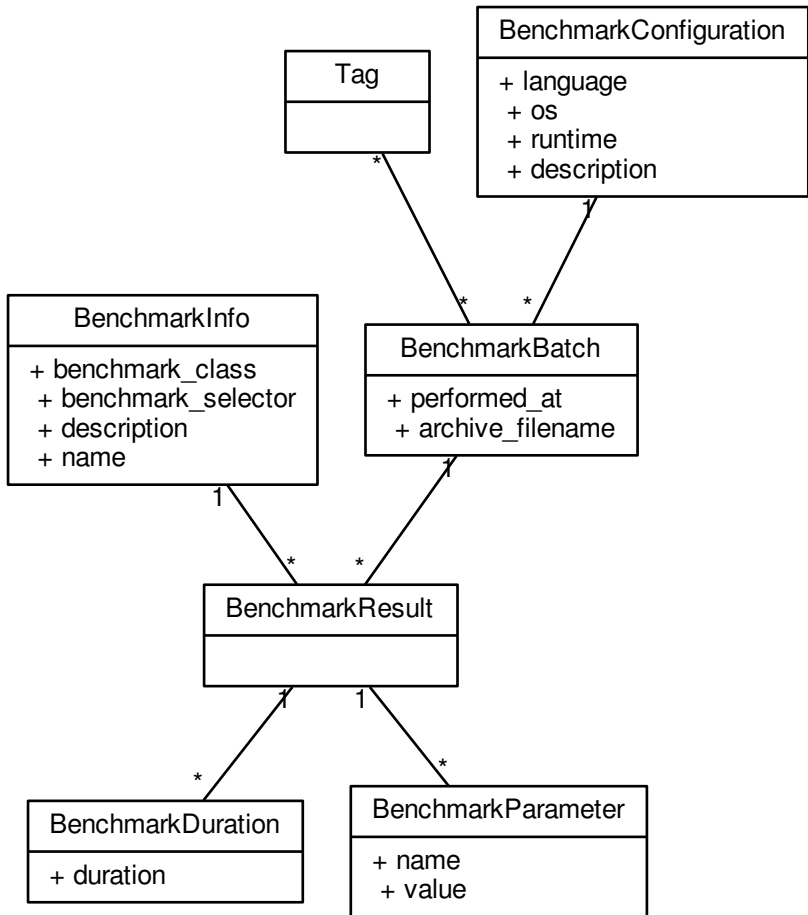 BenchmarkConfiguration
+ language
+ os
+ runtime
+ description
Tag
*
1
*
*
BenchmarkInfo
+ benchmark_class
+ benchmark_selector
+ description
+ name
BenchmarkBatch
+ performed_at
+ archive_filename
1
1
*
*
BenchmarkResult
1
1
*
*
BenchmarkDuration
+ duration
BenchmarkParameter
+ name
+ value